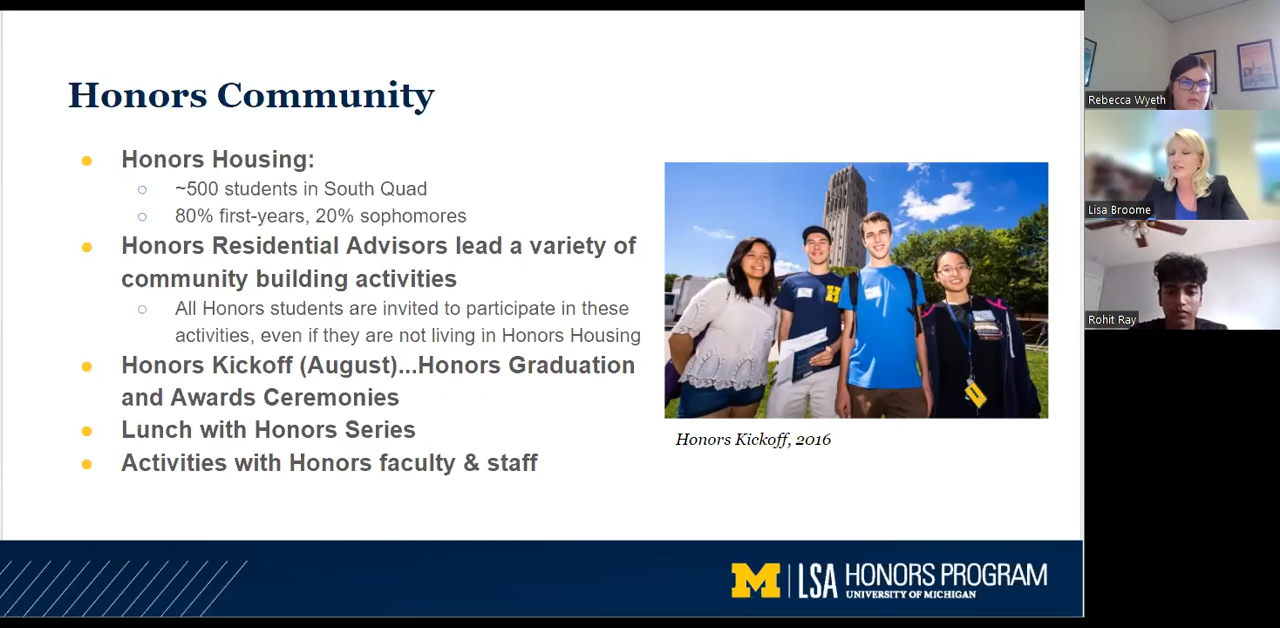 Honors Community
Honors Housing:
~500 students in South Quad
80% first-years, 20% sophomores
Honors Residential Advisors lead a variety of
community building activities
All Honors students are invited to participate in these
activities, even if they are not living in Honors Housing
Honors Kickoff (August)...Honors Graduation
and Awards Ceremonies
Lunch with Honors Series
Activities with Honors faculty & staff
Honors Kickoff, 2016
M | LSA HONORS PROGRAM
UNIVERSITY OF MICHIGAN
Rebecca Wyeth
Lisa Broome
Rohit Ray